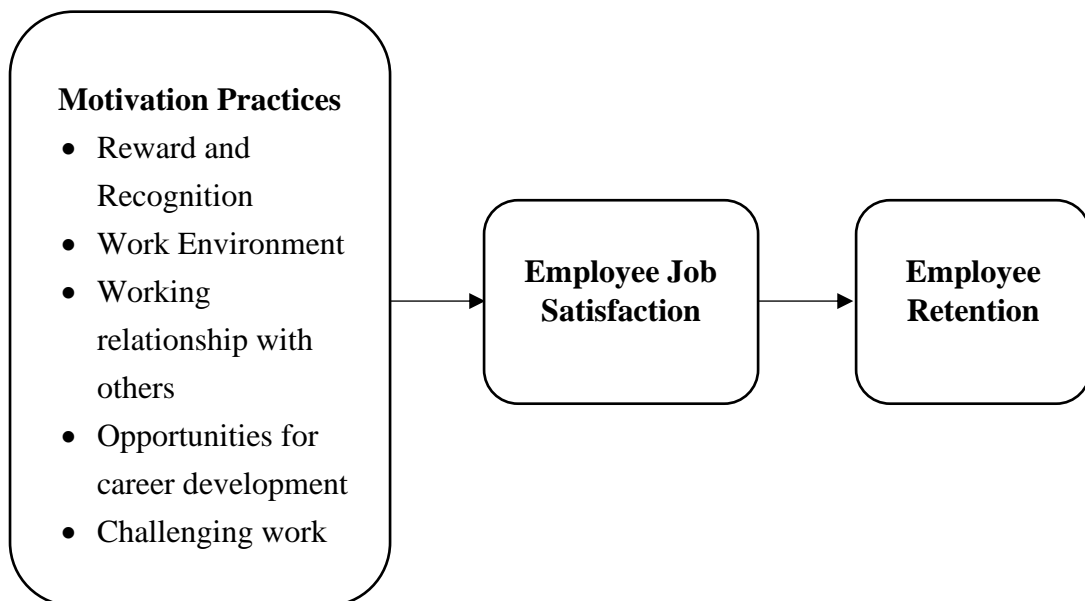 Motivation Practices
• Reward and
Recognition
• Work Environment
• Working
relationship with
others
• Opportunities for
career development
• Challenging work
Employee Job
Satisfaction
Employee
Retention